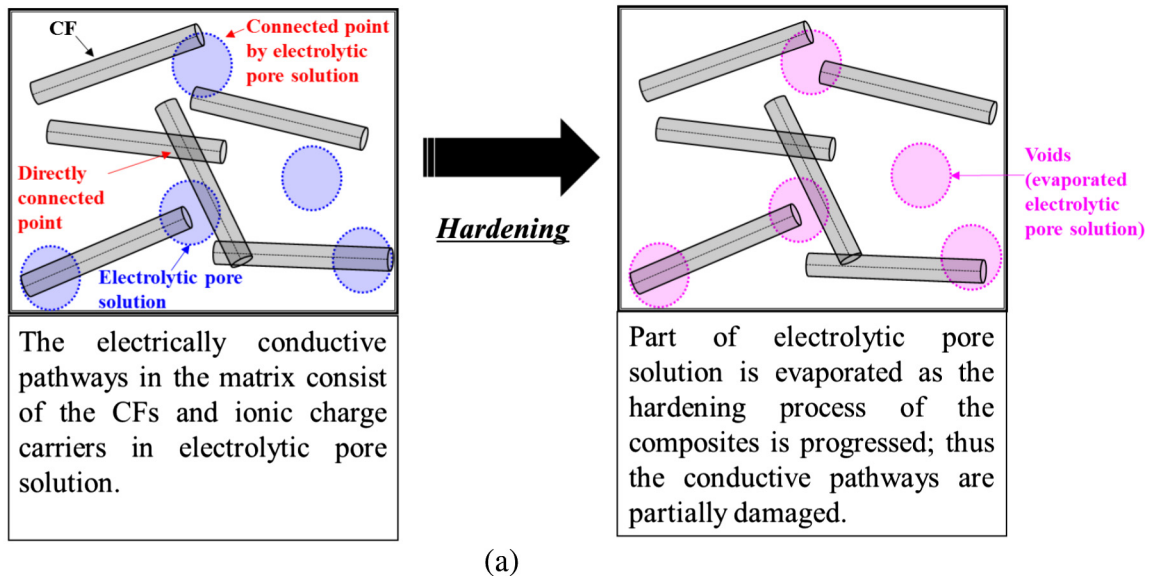 CF
Connected point
by electrolytic
pore solution
Directly
connected
point
Electrolytic pore
solution
The electrically conductive
pathways in the matrix consist
of the CFs and ionic charge
carriers in electrolytic pore
solution.
Hardening
Voids
(evaporated
electrolytic
pore solution)
Part of electrolytic pore
solution is evaporated as the
hardening process of the
composites is progressed; thus
the conductive pathways are
partially damaged.
(a)